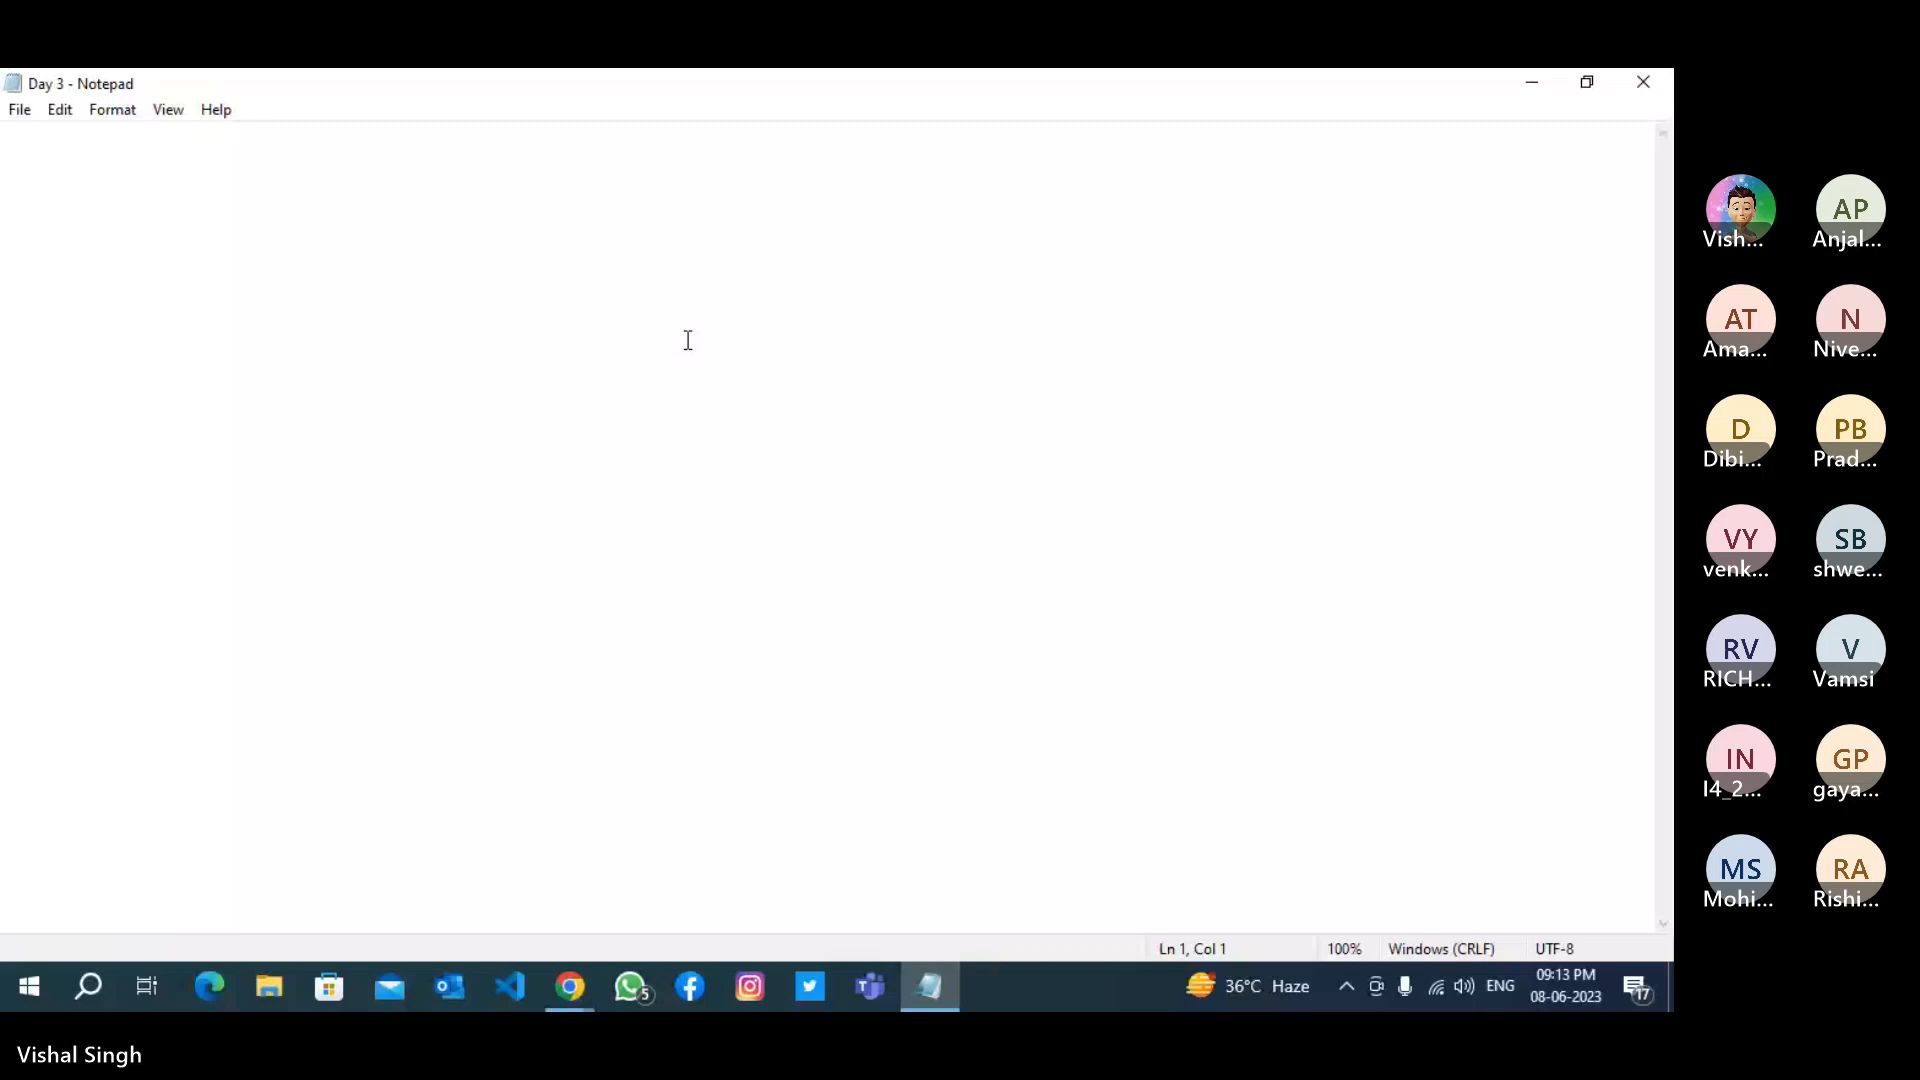 Day 3 - Notepad
File Edit Format View Help
Vish...
AP
Anjal...
AT
Ama...
N
Nive...
D
Dibi...
PB
Prad...
VY
venk...
SB
shwe...
RV
RICH...
V
Vamsi
IN
I4_2...
GP
gaya...
MS
Mohi...
RA
Rishi...
Ln 1, Col 1 100% Windows (CRLF) UTF-8
5
36°C Haze
ENG
09:13 PM
08-06-2023
17
Vishal Singh